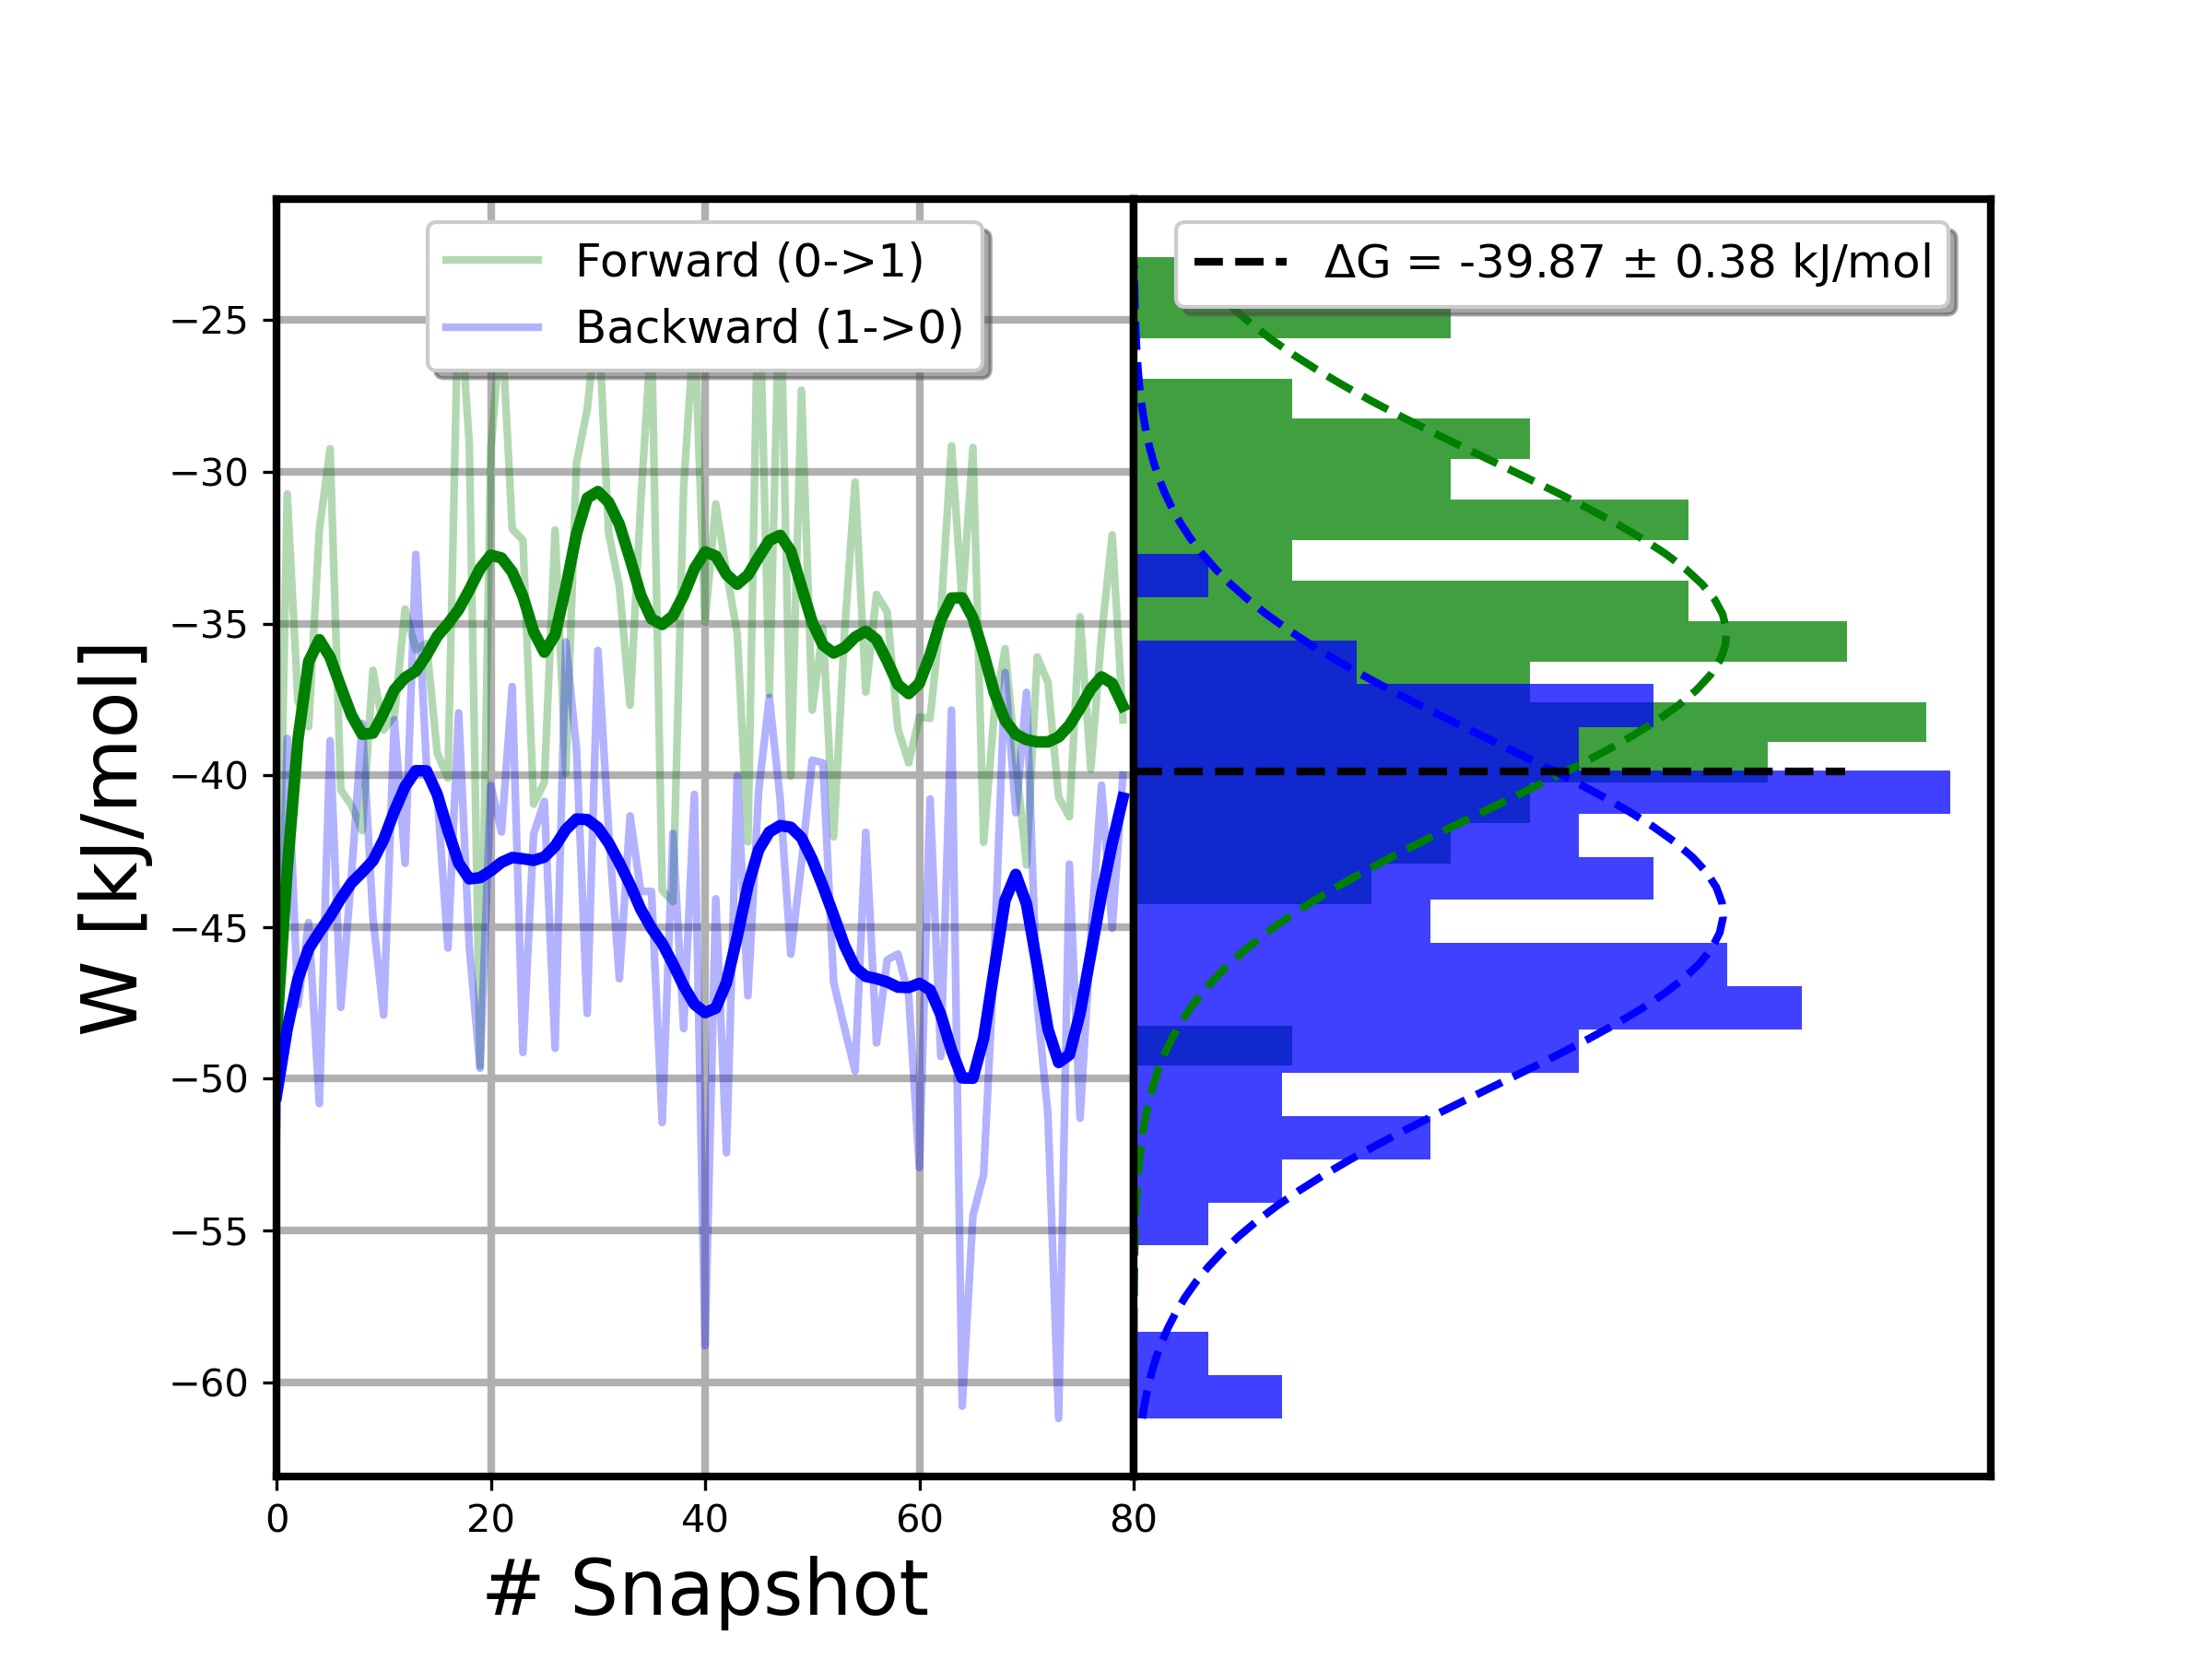 Forward (0->1)
Backward (1->0)
ΔG = -39.87 ± 0.38 kJ/mol
W [kJ/mol]
−25
−30
−35
−40
−45
−50
−55
−60
0 20 40 60 80
# Snapshot